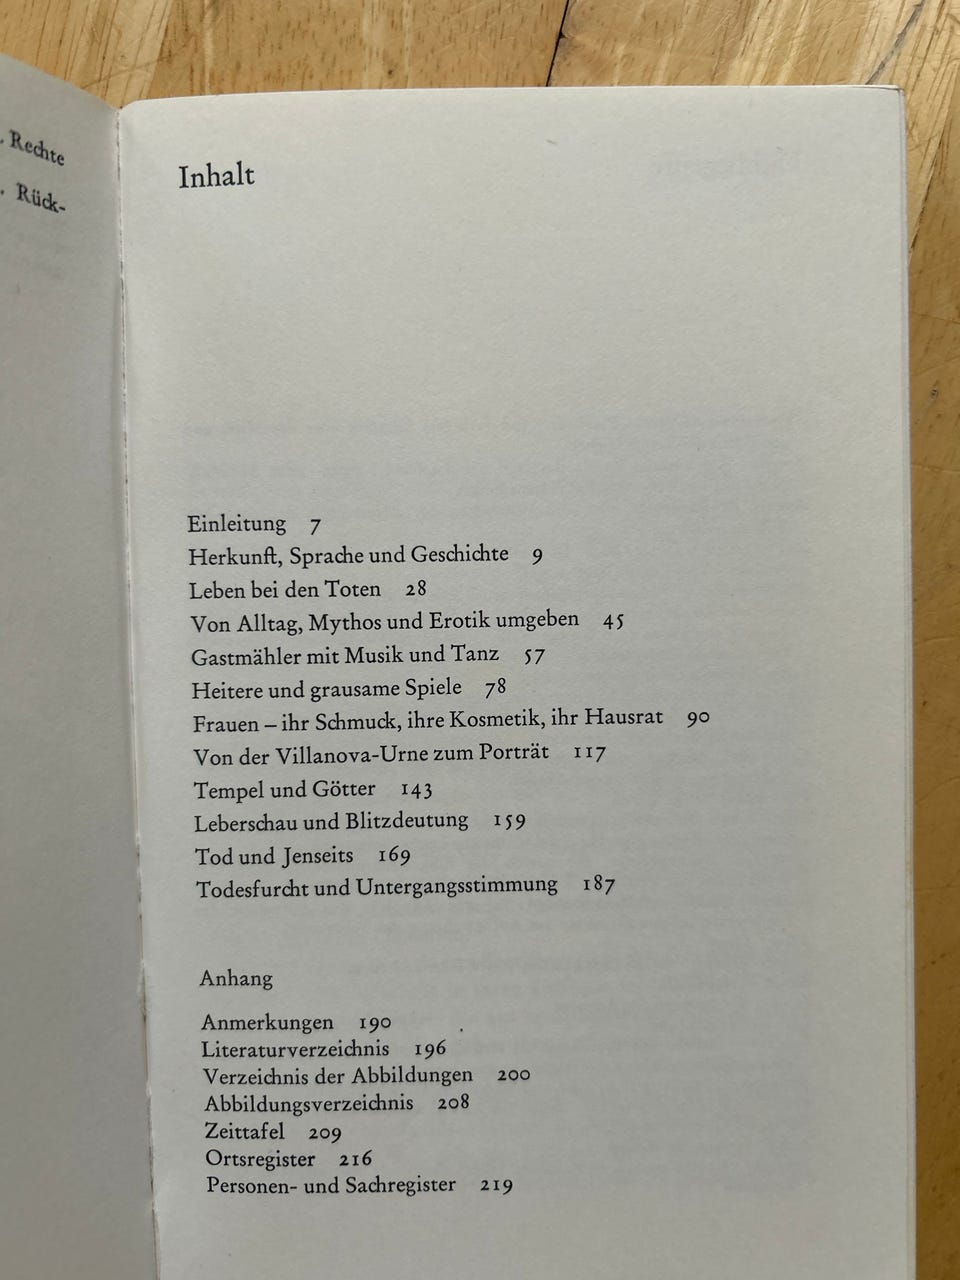 . Rechte
. Rück-
Inhalt
Einleitung 7
Herkunft, Sprache und Geschichte 9
Leben bei den Toten 28
Von Alltag, Mythos und Erotik umgeben 45
Gastmähler mit Musik und Tanz 57
Heitere und grausame Spiele 78
Frauen – ihr Schmuck, ihre Kosmetik, ihr Hausrat 90
Von der Villanova-Urne zum Porträt 117
Tempel und Götter 143
Leberschau und Blitzdeutung 159
Tod und Jenseits 169
Todesfurcht und Untergangsstimmung 187
Anhang
Anmerkungen 190
Literaturverzeichnis 196
Verzeichnis der Abbildungen 200
Abbildungsverzeichnis 208
Zeittafel 209
Ortsregister 216
Personen- und Sachregister 219